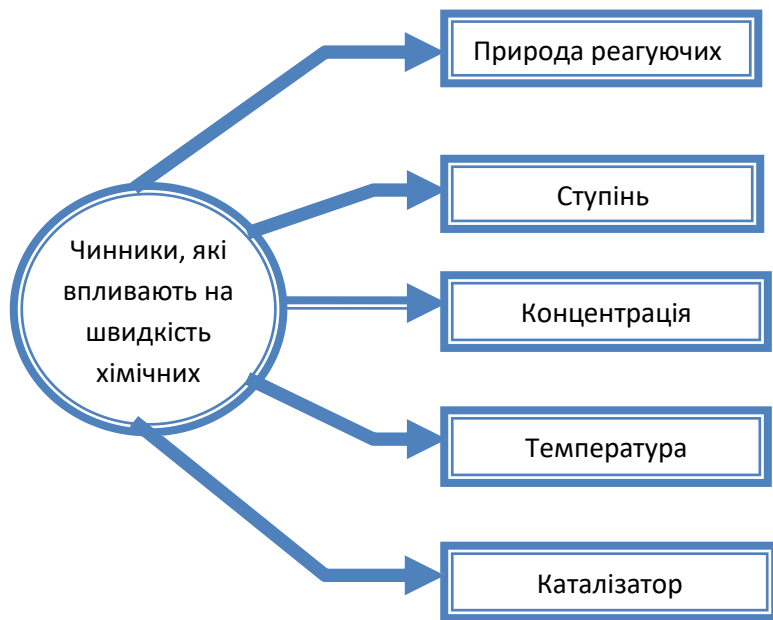 Чинники, які
впливають на
швидкість
хімічних
Природа реагуючих
Ступінь
Концентрація
Температура
Каталізатор